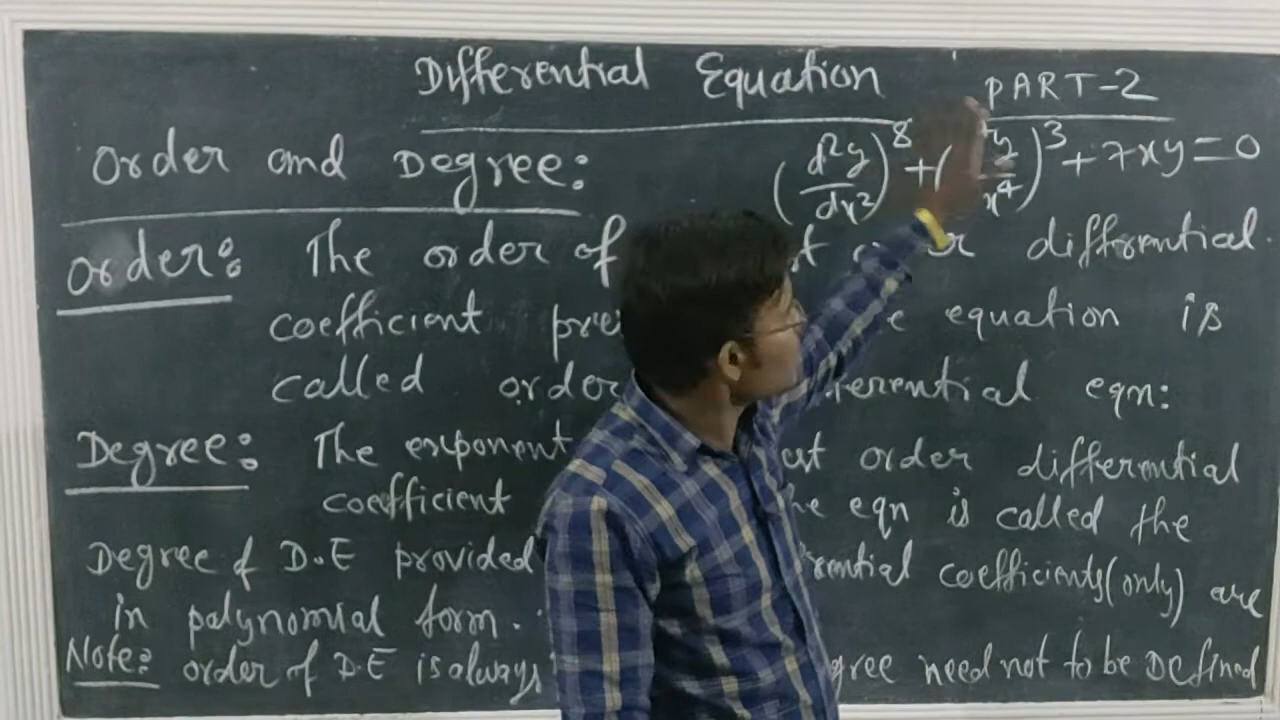 Differential Equation PART-2
Order and Degree: (d²y/dx²)⁸ + ( y/x⁴)³ + 7xy = 0
Order: The order of differential
coefficient equation is
called order eqn:
Degree: The exponent order differential
coefficient eqn is called the
Degree of D.E provided coefficients (only) are
in polynomial form.
Note: order of D.E is always need not to be Defined